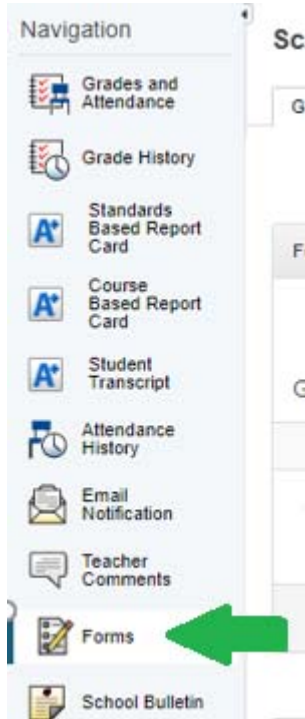 Navigation
Sc
Grades and
Attendance
G
Grade History
Standards
Based Report
Card
F
Course
Based Report
Card
Student
Transcript
G
Attendance
History
Email
Notification
Teacher
Comments
Forms
School Bulletin